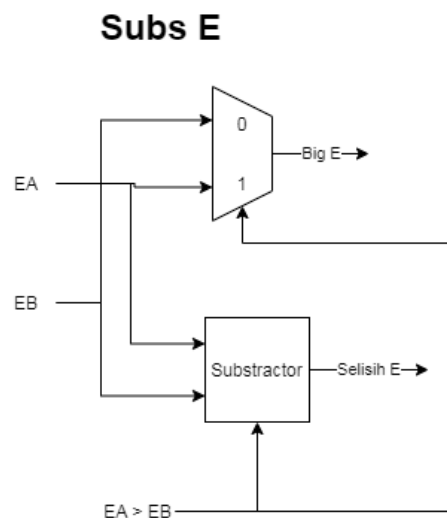 Subs E
0
Big E
EA
1
EB
Substractor
Selisih E
EA > EB